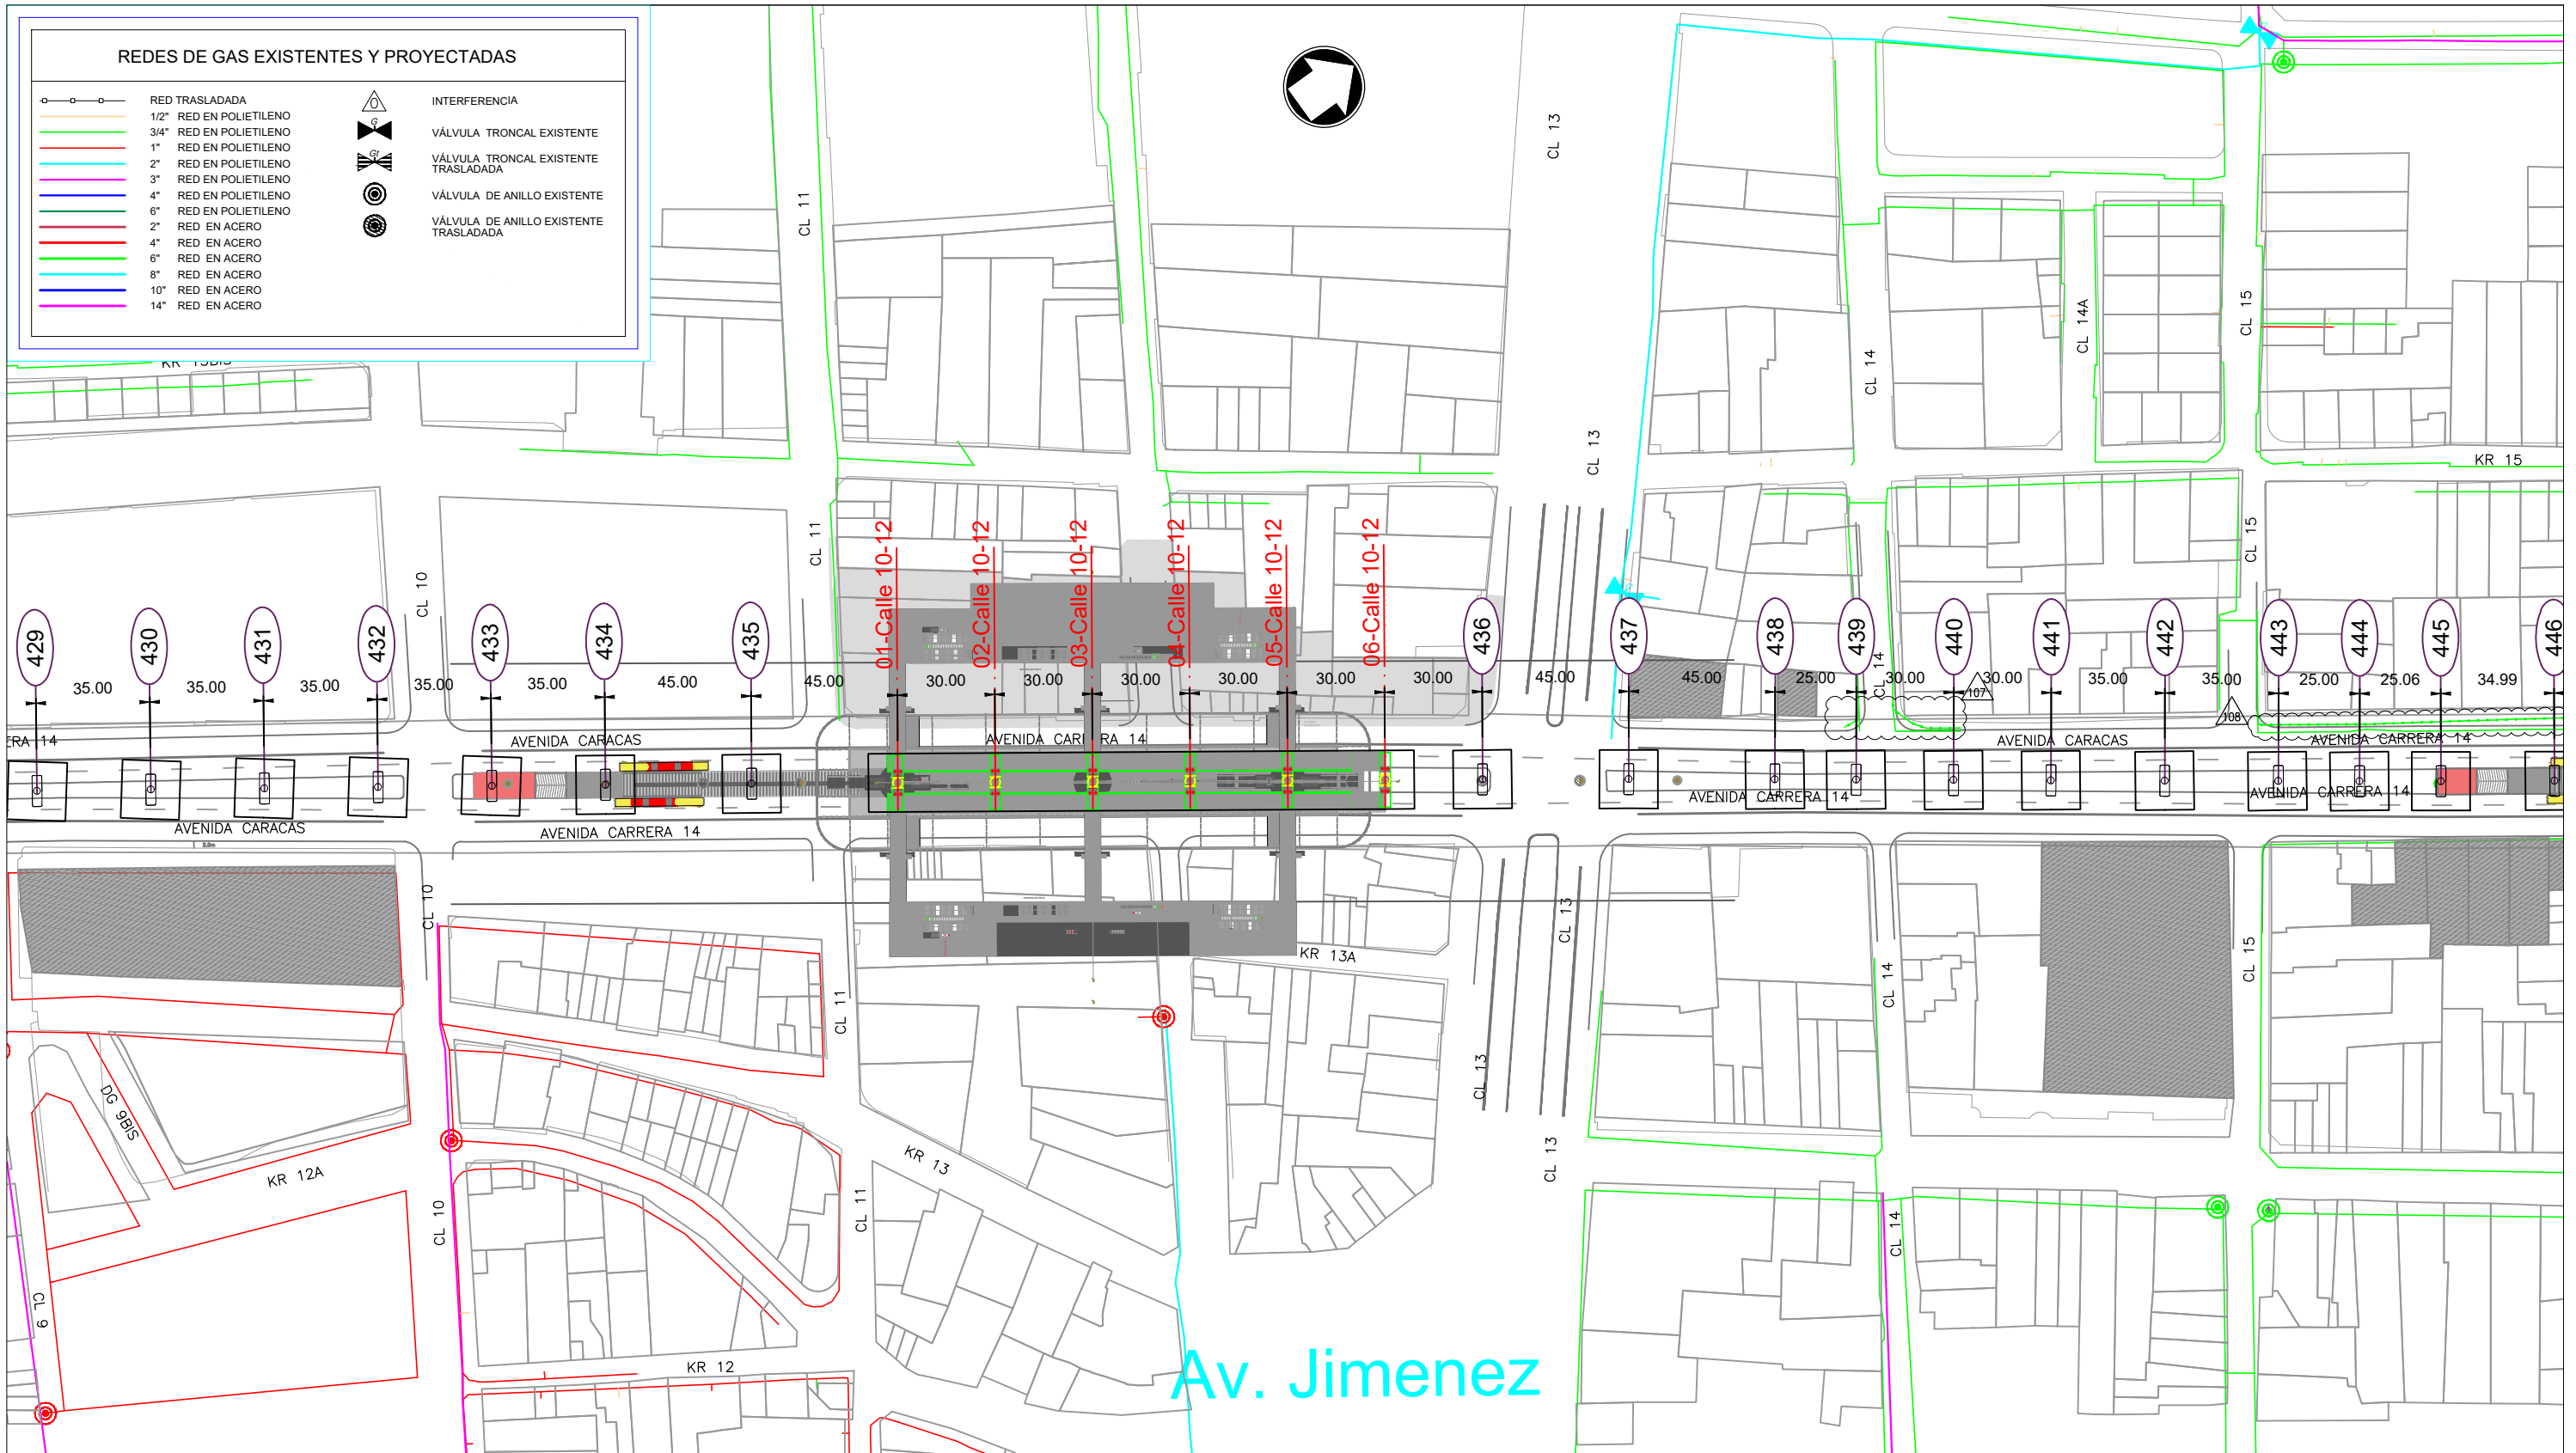 REDES DE GAS EXISTENTES Y PROYECTADAS
RED TRASLADADA
1/2" RED EN POLIETILENO
3/4" RED EN POLIETILENO
1" RED EN POLIETILENO
2" RED EN POLIETILENO
3" RED EN POLIETILENO
4" RED EN POLIETILENO
6" RED EN POLIETILENO
2" RED EN ACERO
4" RED EN ACERO
6" RED EN ACERO
8" RED EN ACERO
10" RED EN ACERO
14" RED EN ACERO
0 INTERFERENCIA
G VÁLVULA TRONCAL EXISTENTE
Gt VÁLVULA TRONCAL EXISTENTE
TRASLADADA
VÁLVULA DE ANILLO EXISTENTE
VÁLVULA DE ANILLO EXISTENTE
TRASLADADA
KR 15BIS
CL 11
CL 13
CL 13
CL 14
CL 14A
CL 15
KR 15
CL 10
CL 11
01-Calle 10-12
02-Calle 10-12
03-Calle 10-12
04-Calle 10-12
05-Calle 10-12
06-Calle 10-12
CL 15
429
430
431
432
433
434
435
436
437
438
439
440
441
442
443
444
445
446
35.00
35.00
35.00
35.00
35.00
45.00
45.00
30.00
30.00
30.00
30.00
30.00
30.00
45.00
45.00
25.00
30.00
30.00
35.00
35.00
25.00
25.06
34.99
CL 14
107
108
ERA 14
AVENIDA CARACAS
AVENIDA CARRERA 14
AVENIDA CARACAS
AVENIDA CARRERA 14
AVENIDA CARRERA 14
AVENIDA CARRERA 14
AVENIDA CARACAS
AVENIDA CARRERA 14
CL 10
CL 11
KR 13A
CL 13
CL 14
CL 15
DG 9BIS
KR 12A
CL 10
CL 11
KR 13
CL 13
CL 13
CL 14
CL 9
KR 12
Av. Jimenez